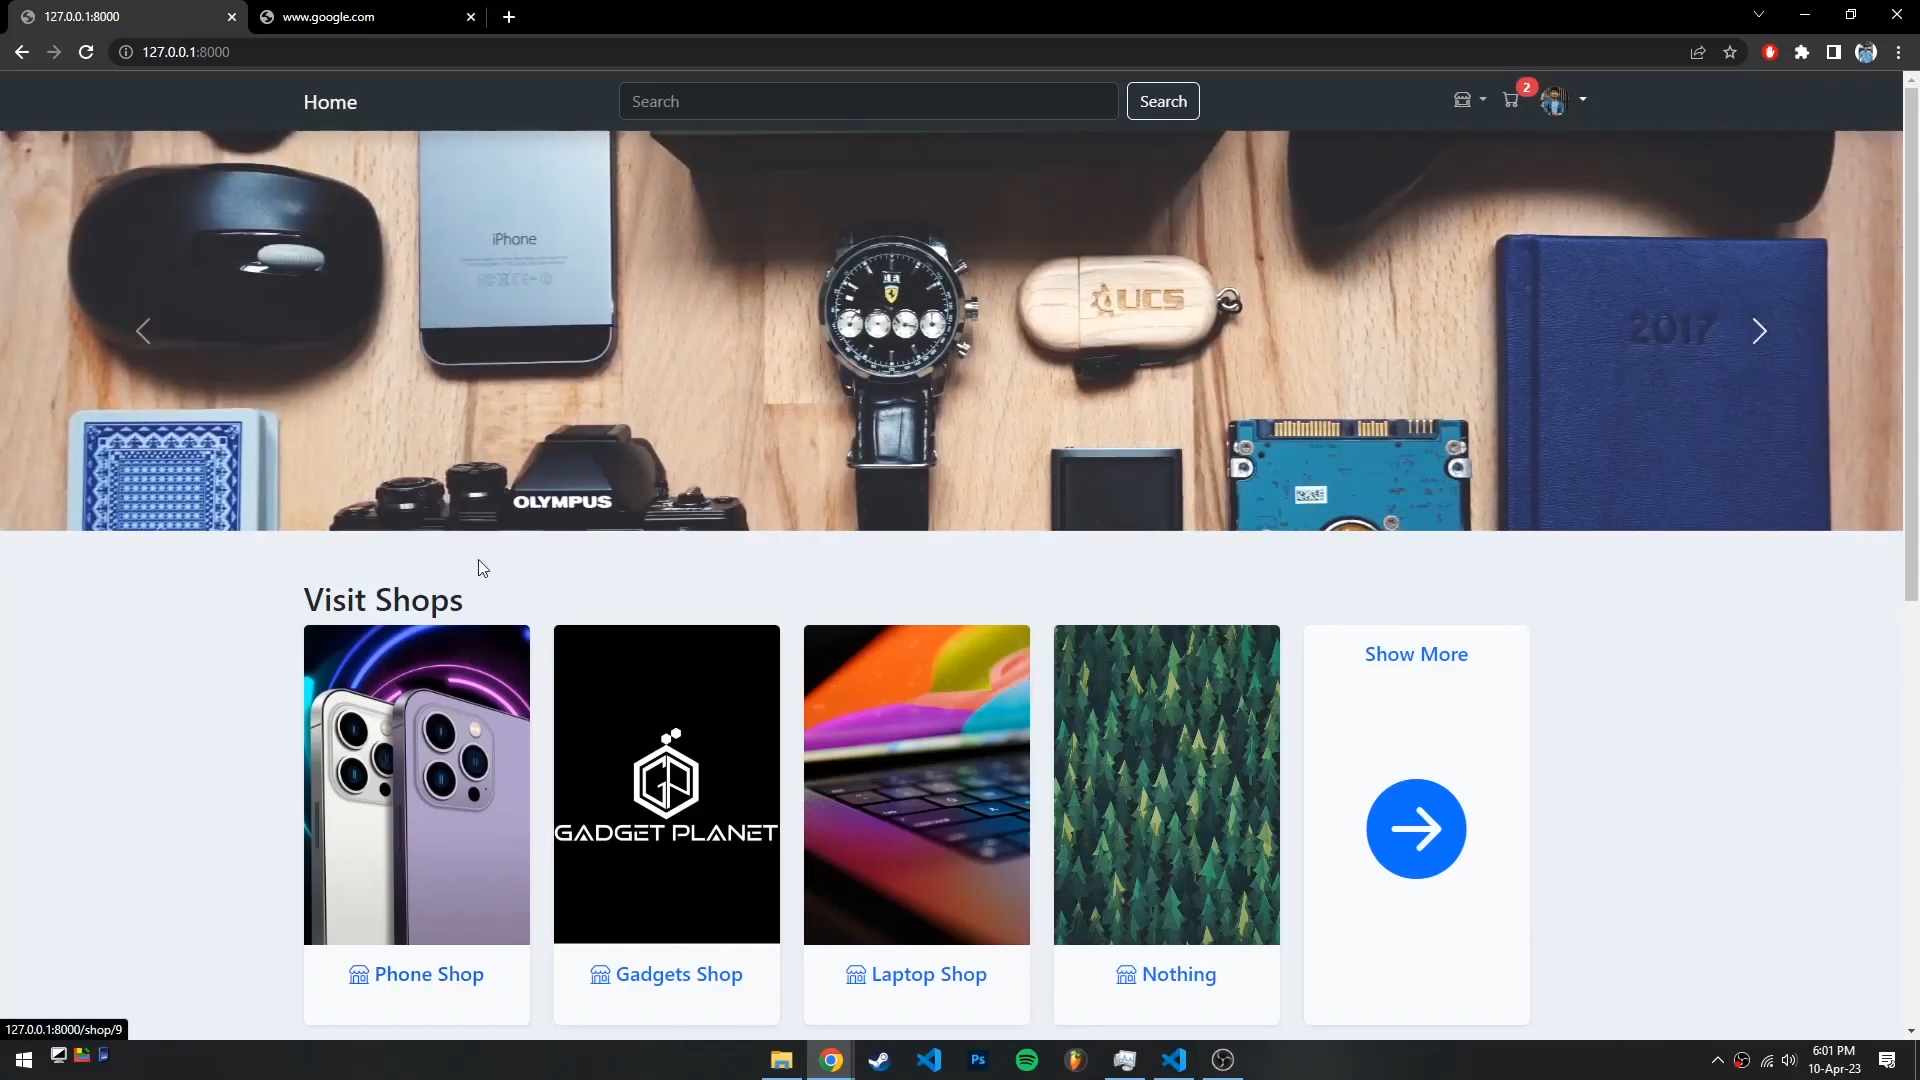 127.0.0.1:8000
www.google.com
127.0.0.1:8000
Home
Search
Search
2
iPhone
UCS
2017
OLYMPUS
Visit Shops
Show More
GADGET PLANET
Phone Shop
Gadgets Shop
Laptop Shop
Nothing
127.0.0.1:8000/shop/9
Ps
6:01 PM
10-Apr-23